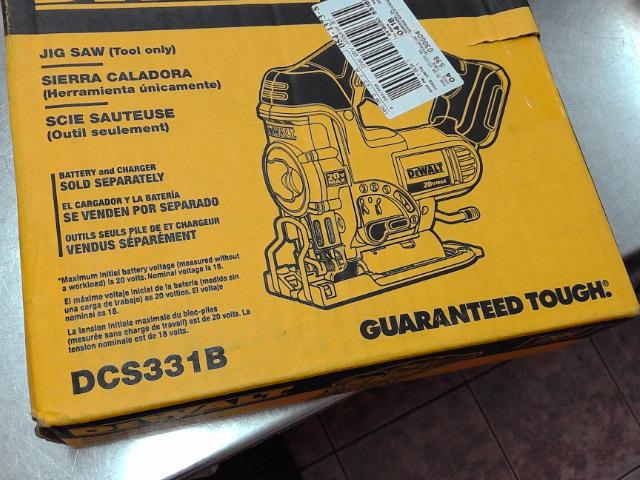 JIG SAW (Tool only)
SIERRA CALADORA
(Herramienta únicamente)
SCIE SAUTEUSE
(Outil seulement)
BATTERY and CHARGER
SOLD SEPARATELY
EL CARGADOR Y LA BATERÍA
SE VENDEN POR SEPARADO
OUTILS SEULS PILE DE ET CHARGEUR
VENDUS SÉPARÉMENT
*Maximum initial battery voltage (measured without
a workload) is 20 volts. Nominal voltage is 18.
El máximo voltaje inicial de la batería (medido sin
una carga de trabajo) es 20 voltios. El voltaje
nominal es 18.
La tension initiale maximale du bloc-piles
(mesurée sans charge de travail) est de 20 volts. La
tension nominale est de 18 volts.
DCS331B
DEWALT
20V MAX
DEWALT
20V MAX
GUARANTEED TOUGH.®
DEWALT